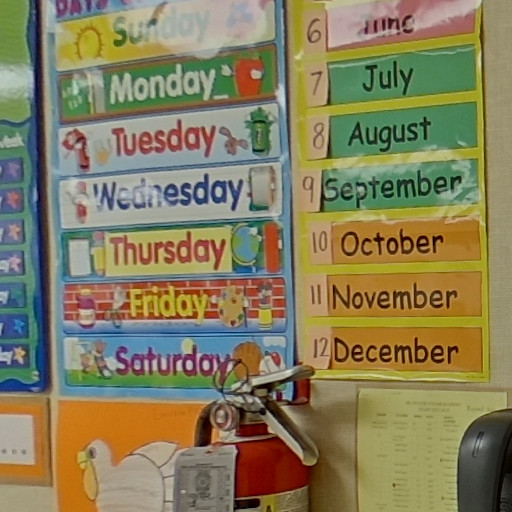 DAYS
Sunday
Monday
Tuesday
Wednesday
Thursday
Friday
Saturday
6 June
7 July
8 August
9 September
10 October
11 November
12 December